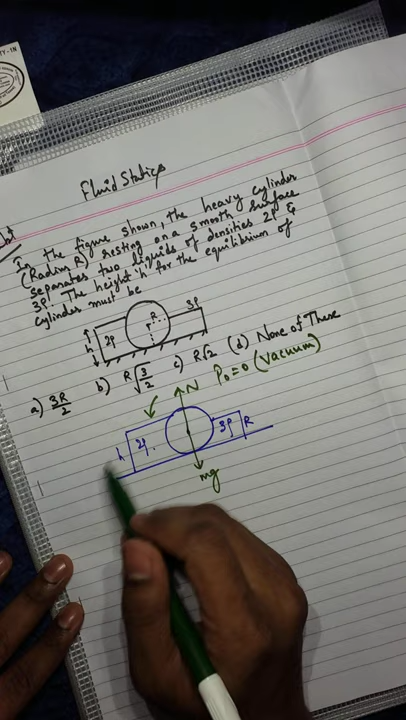 Fluid Statics
In the figure shown, the heavy cylinder
(Radius R) resting on a smooth surface
separates two liquids of densities 2ρ &
3ρ. The height 'h' for the equilibrium of
cylinder must be
h 2ρ R 3ρ
a) 3R/2 b) R√(3/2) c) R√2 (d) None of These
N P₀=0 (vacuum)
h 2ρ 3ρ R
mg